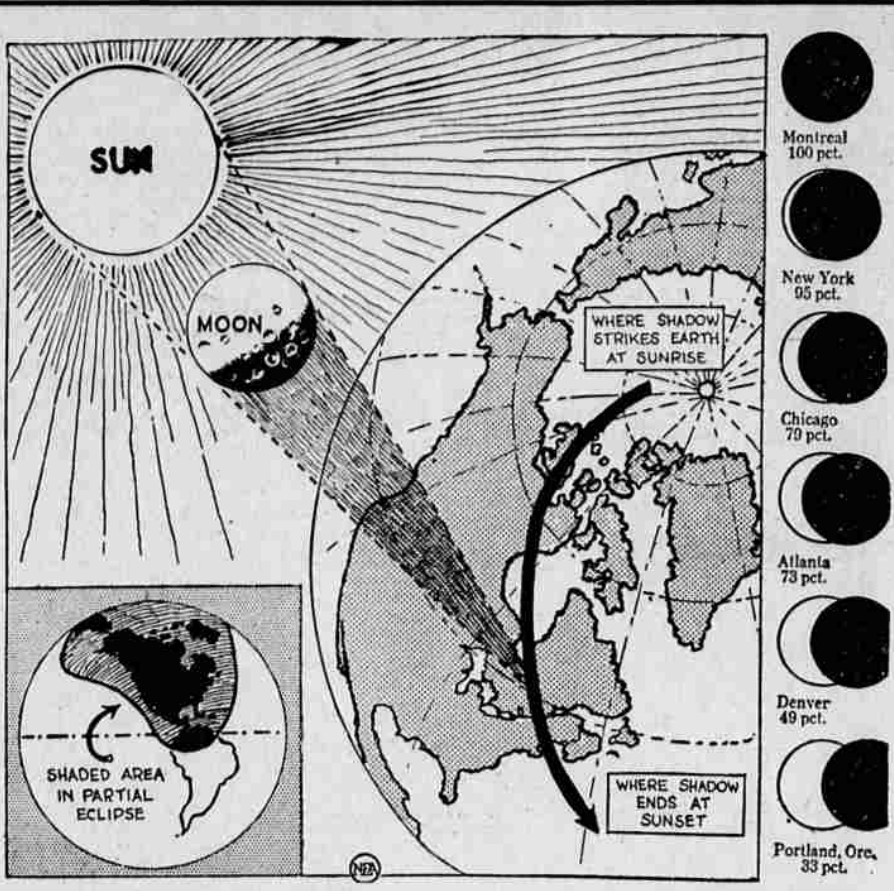 SUN
MOON
WHERE SHADOW
STRIKES EARTH
AT SUNRISE
WHERE SHADOW
ENDS AT
SUNSET
SHADED AREA
IN PARTIAL
ECLIPSE
NEA
Montreal
100 pct.
New York
95 pct.
Chicago
79 pct.
Atlanta
73 pct.
Denver
49 pct.
Portland, Ore,
33 pct.